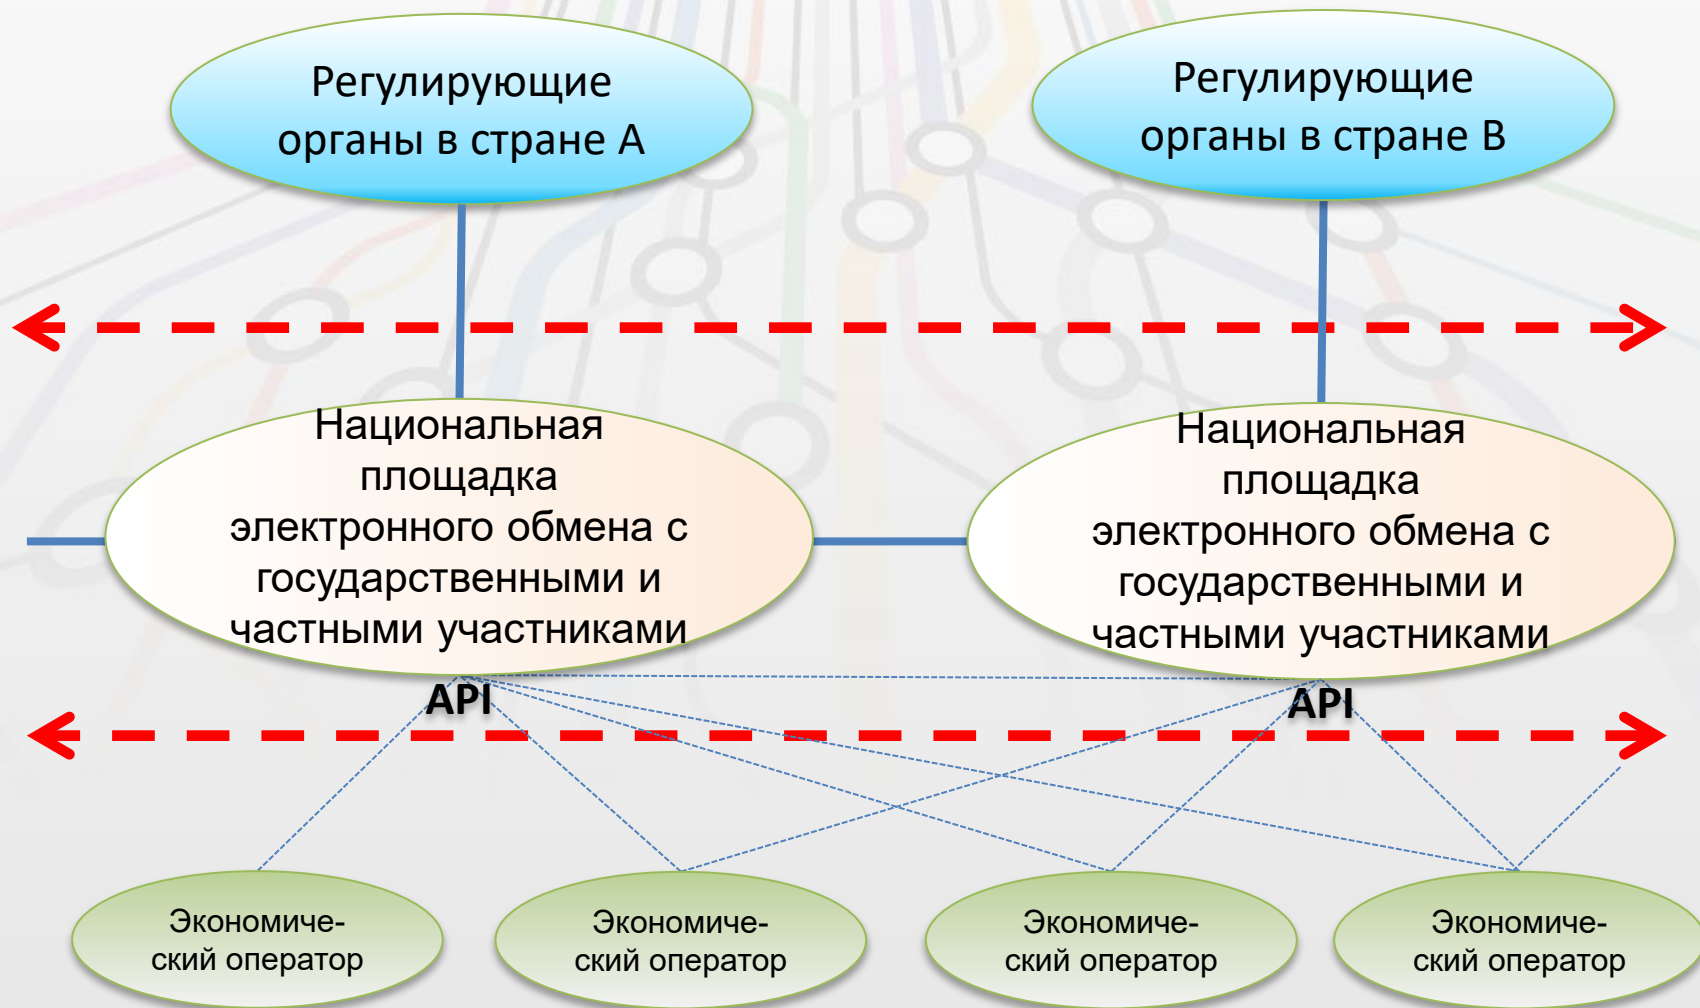 Регулирующие
органы в стране А
Регулирующие
органы в стране В
Национальная
площадка
электронного обмена с
государственными и
частными участниками
Национальная
площадка
электронного обмена с
государственными и
частными участниками
API
API
Экономиче-
ский оператор
Экономиче-
ский оператор
Экономиче-
ский оператор
Экономиче-
ский оператор